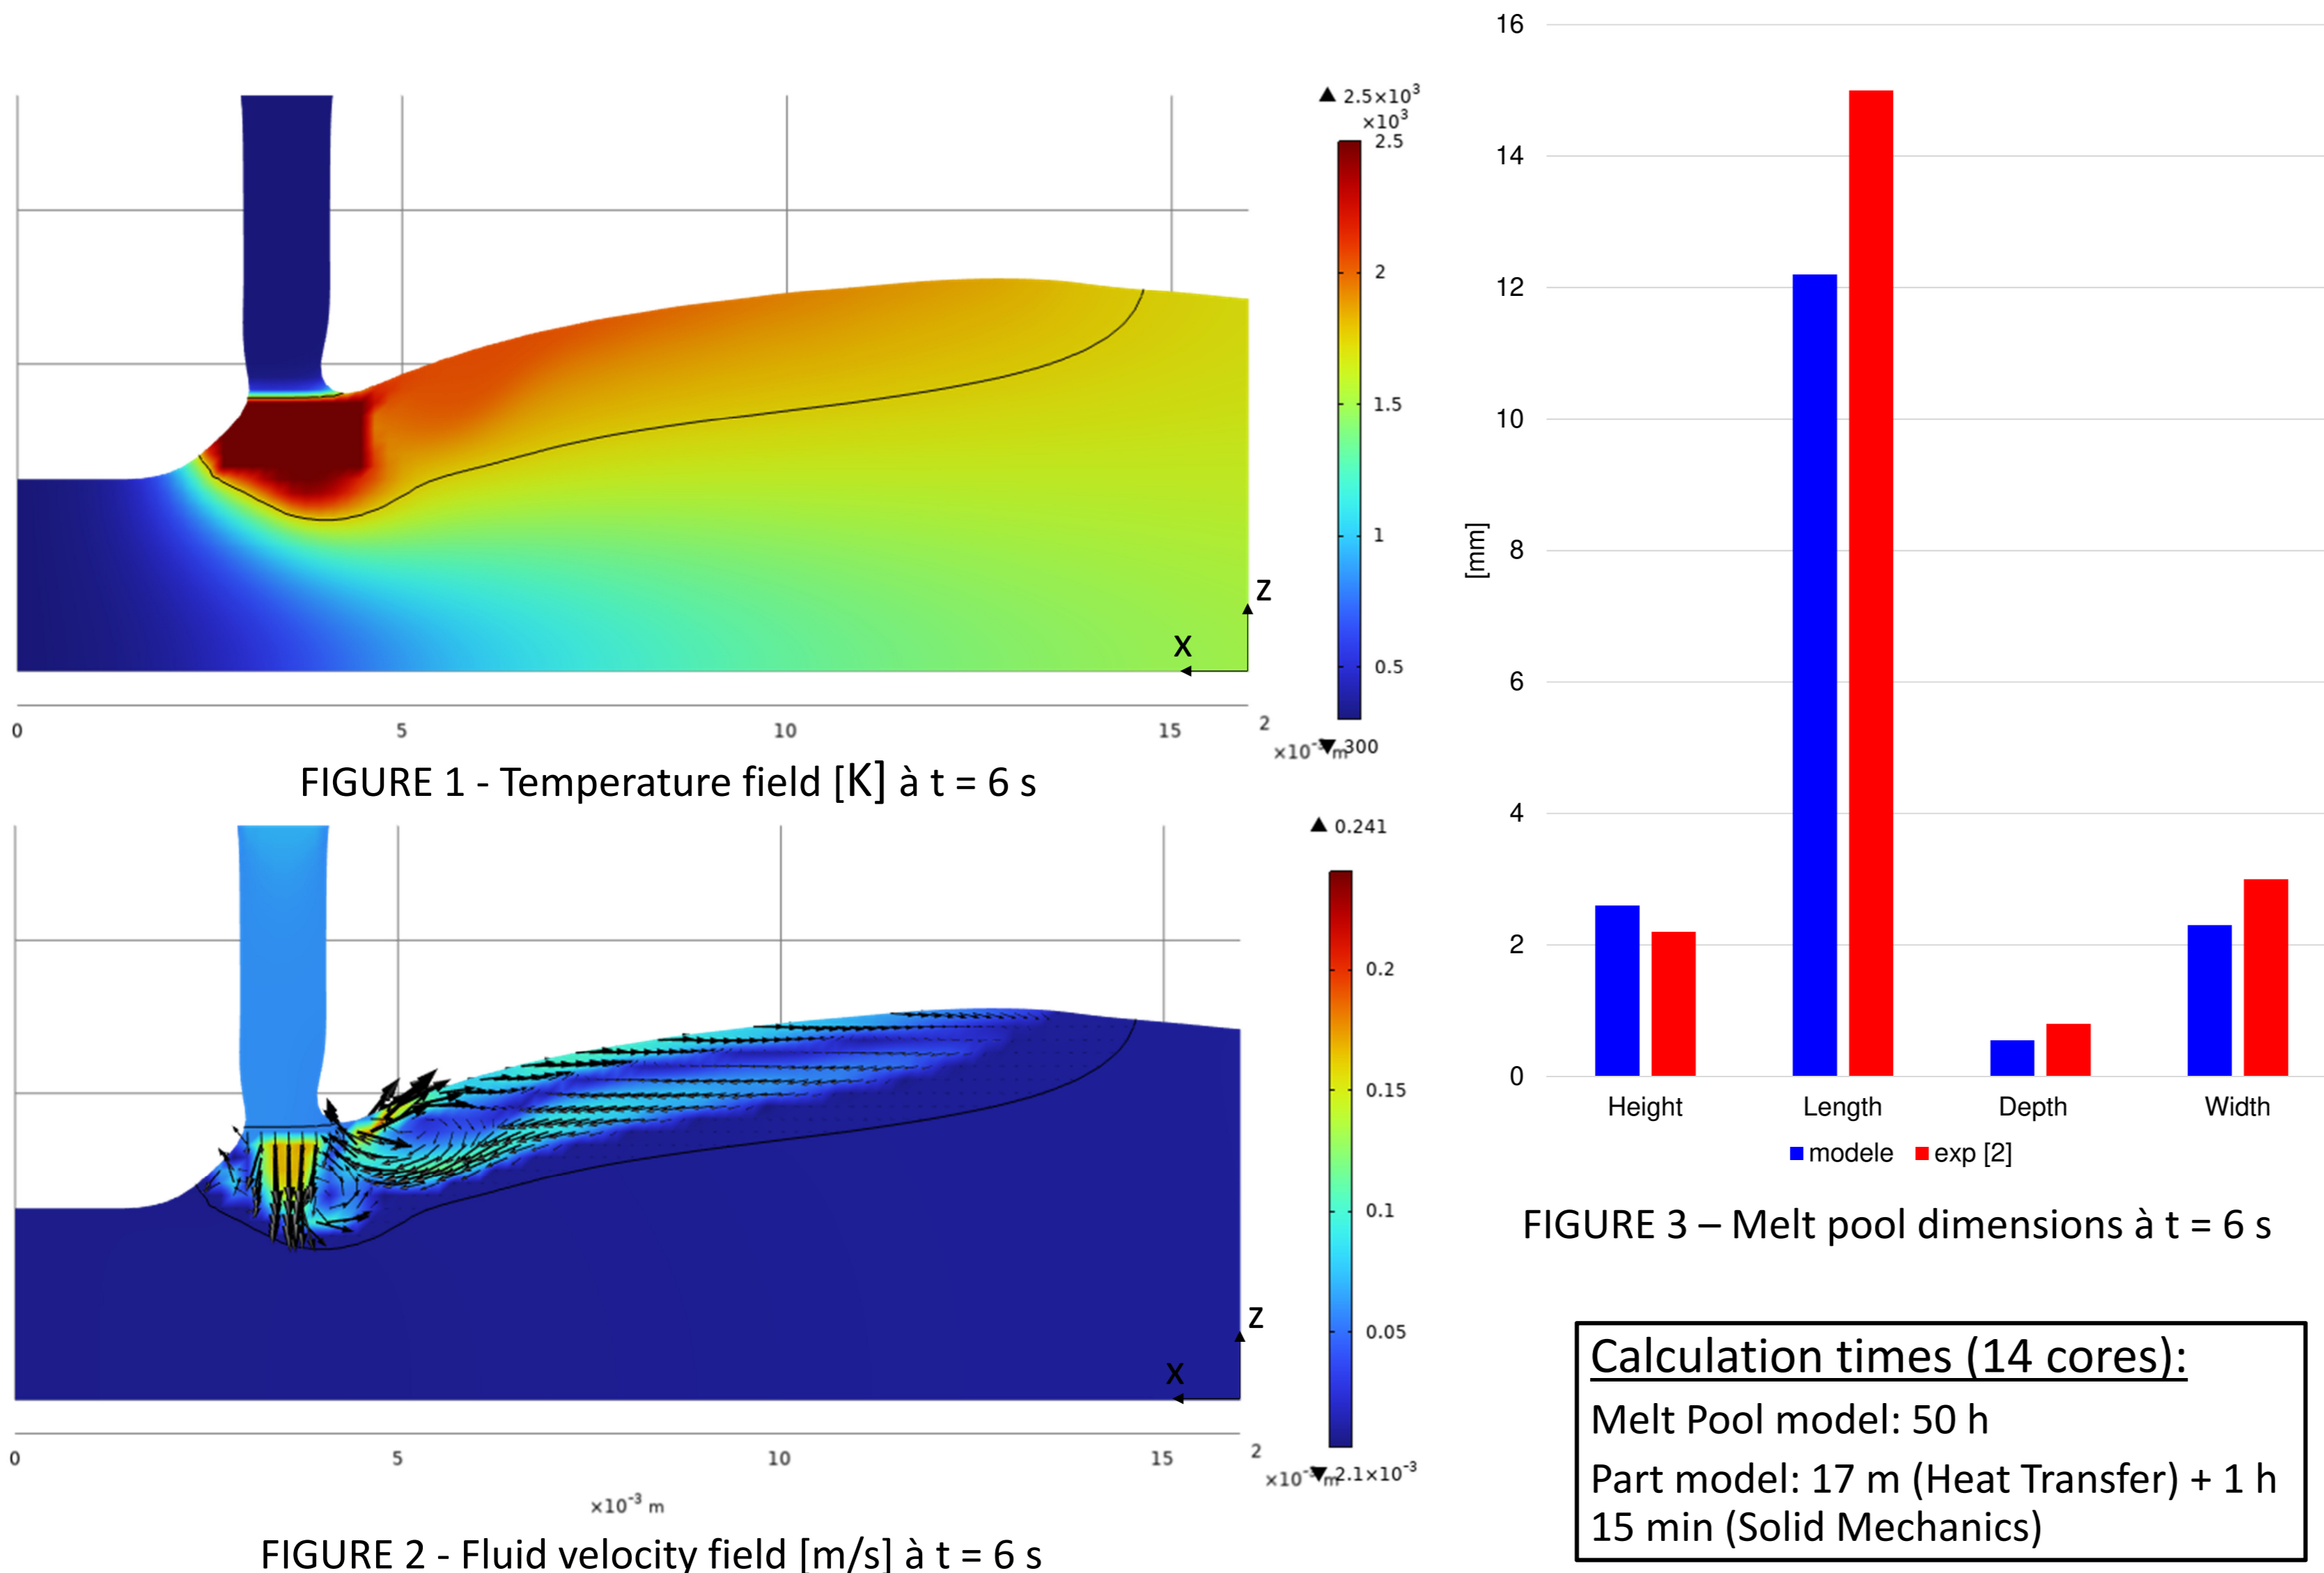 ▲ 2.5×10³
×10³
2.5
2
1.5
1
0.5
▼ 300
Z
X
0 5 10 15 2
×10⁻³ m
FIGURE 1 - Temperature field [K] à t = 6 s
▲ 0.241
0.2
0.15
0.1
0.05
▼ 2.1×10⁻³
Z
X
0 5 10 15 2
×10⁻³ m
×10⁻³ m
FIGURE 2 - Fluid velocity field [m/s] à t = 6 s
16
14
12
10
8
6
4
2
0
[mm]
Height Length Depth Width
modele exp [2]
FIGURE 3 – Melt pool dimensions à t = 6 s
Calculation times (14 cores):
Melt Pool model: 50 h
Part model: 17 m (Heat Transfer) + 1 h
15 min (Solid Mechanics)